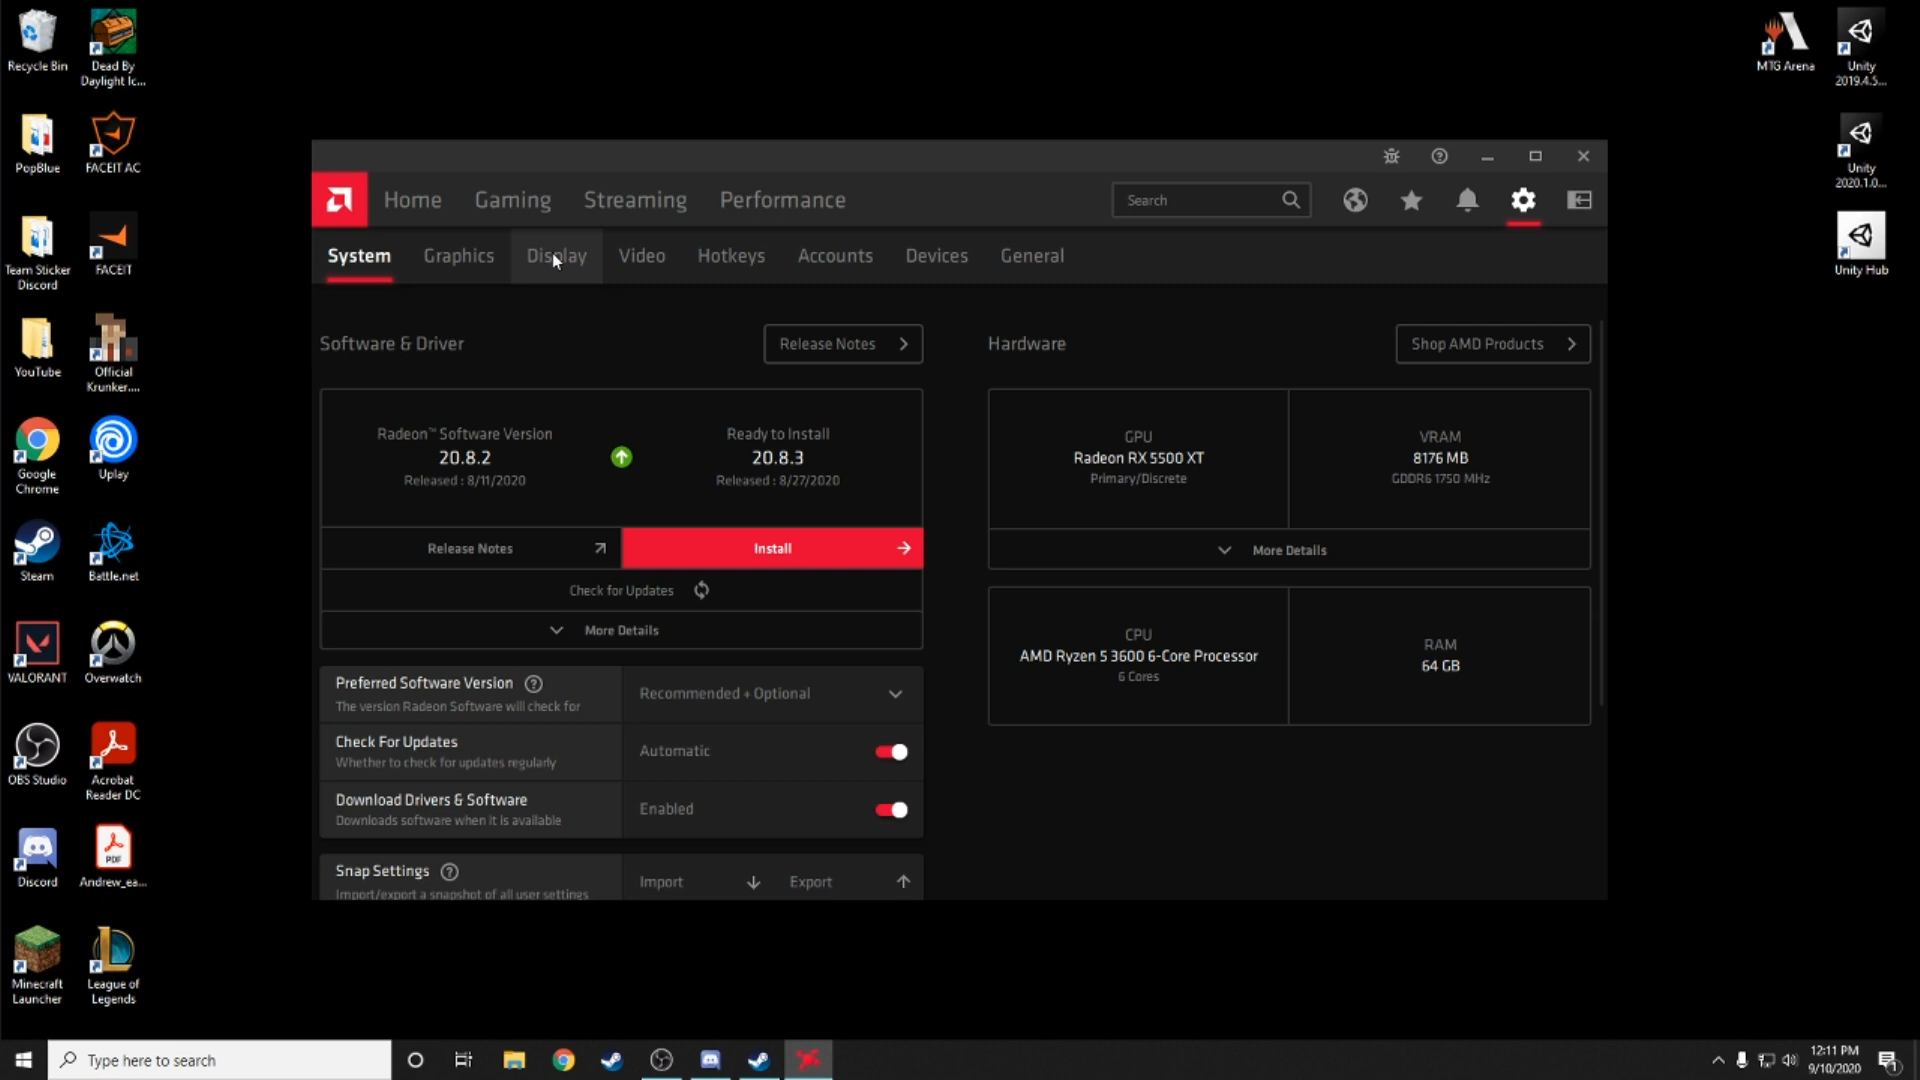 Recycle Bin
Dead By
Daylight Ic...
PopBlue
FACEIT AC
Team Sticker
Discord
FACEIT
YouTube
Official
Krunker....
Google
Chrome
Uplay
Steam
Battle.net
VALORANT
Overwatch
OBS Studio
Acrobat
Reader DC
Discord
PDF
Andrew_ea...
Minecraft
Launcher
League of
Legends
MTG Arena
Unity
2019.4.5...
Unity
2020.1.0...
Unity Hub
Home
Gaming
Streaming
Performance
Search
System
Graphics
Display
Video
Hotkeys
Accounts
Devices
General
Software & Driver
Release Notes
Radeon™ Software Version
20.8.2
Released : 8/11/2020
Ready to Install
20.8.3
Released : 8/27/2020
Release Notes
Install
Check for Updates
More Details
Preferred Software Version
The version Radeon Software will check for
Recommended + Optional
Check For Updates
Whether to check for updates regularly
Automatic
Download Drivers & Software
Downloads software when it is available
Enabled
Snap Settings
Import/export a snapshot of all user settings
Import
Export
Hardware
Shop AMD Products
GPU
Radeon RX 5500 XT
Primary/Discrete
VRAM
8176 MB
GDDR6 1750 MHz
More Details
CPU
AMD Ryzen 5 3600 6-Core Processor
6 Cores
RAM
64 GB
Type here to search
12:11 PM
9/10/2020
1